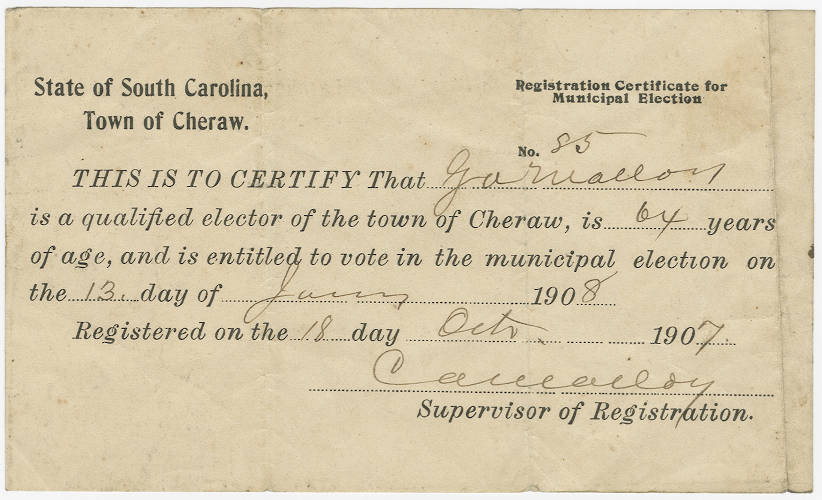 State of South Carolina,
Town of Cheraw.
Registration Certificate for
Municipal Election
No. 85
THIS IS TO CERTIFY That
is a qualified elector of the town of Cheraw, is 64 years
of age, and is entitled to vote in the municipal election on
the 13. day of Jany 1908
Registered on the 18 day Octr. 1907.
Supervisor of Registration.